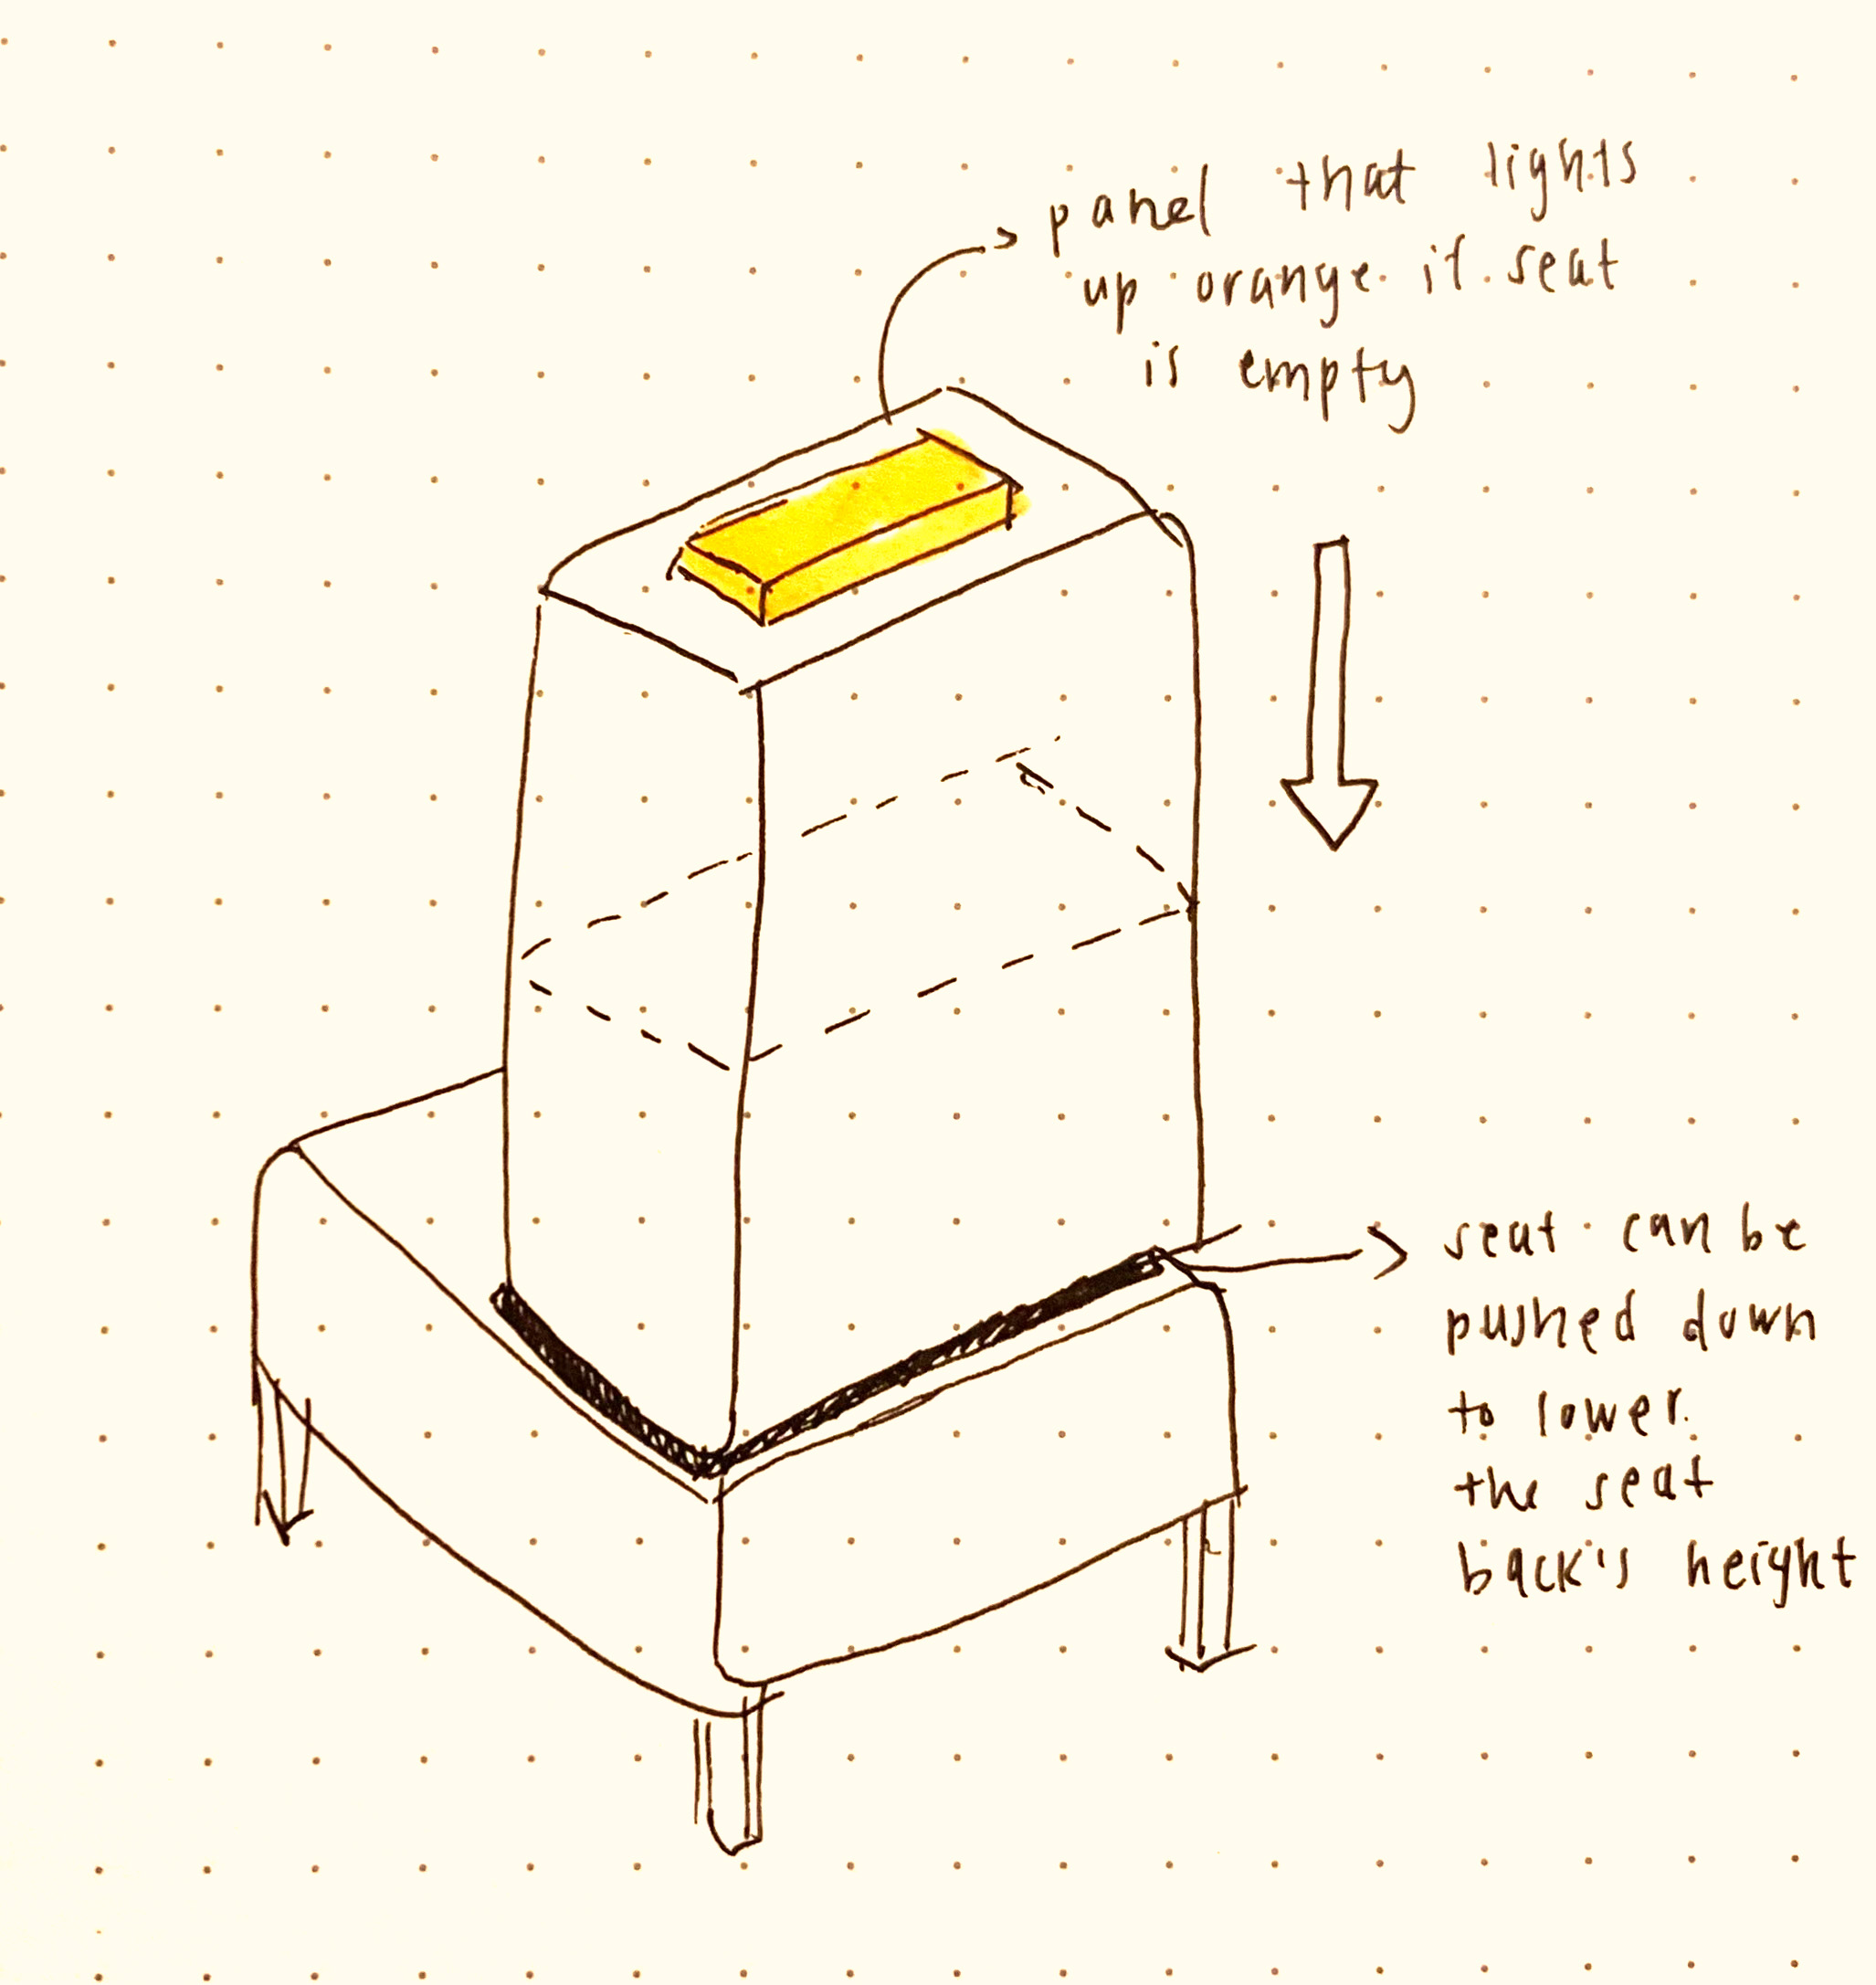 panel that lights
up orange if seat
is empty
seat can be
pushed down
to lower
the seat
back's height